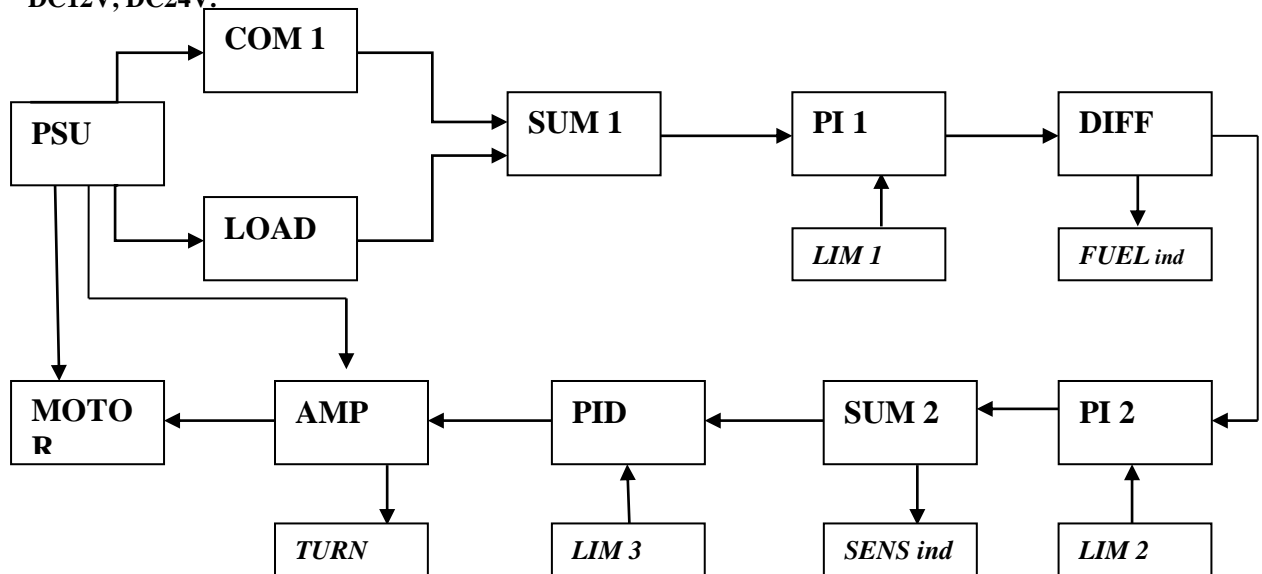 DC12V, DC24V.
COM 1
PSU
SUM 1
PI 1
DIFF
LOAD
LIM 1
FUEL ind
MOTO
R
AMP
PID
SUM 2
PI 2
TURN
LIM 3
SENS ind
LIM 2